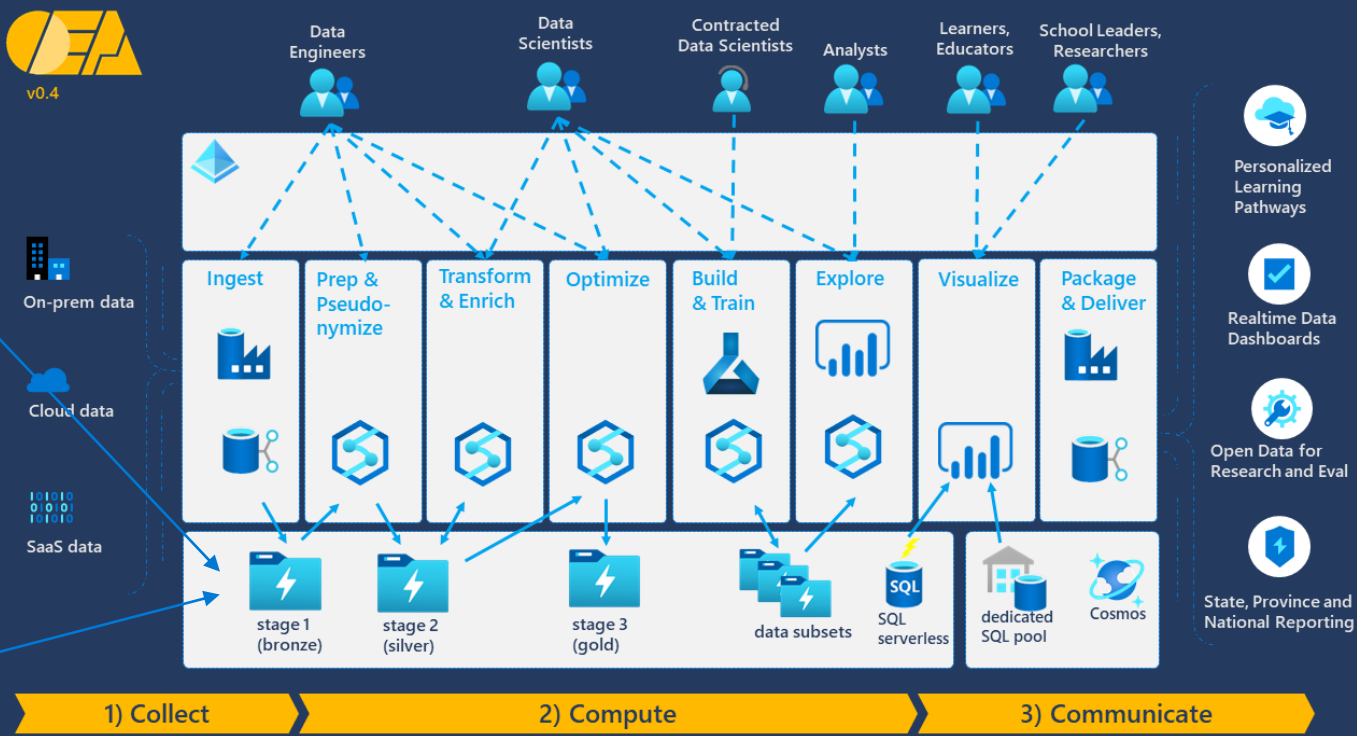 OEA
v0.4
Data
Engineers
Data
Scientists
Contracted
Data Scientists
Analysts
Learners,
Educators
School Leaders,
Researchers
On-prem data
Cloud data
SaaS data
01010
01010
01010
Ingest
Prep &
Pseudo-
nymize
Transform
& Enrich
Optimize
Build
& Train
Explore
Visualize
Package
& Deliver
stage 1
(bronze)
stage 2
(silver)
stage 3
(gold)
data subsets
SQL
SQL
serverless
dedicated
SQL pool
Cosmos
Personalized
Learning
Pathways
Realtime Data
Dashboards
Open Data for
Research and Eval
State, Province and
National Reporting
1) Collect
2) Compute
3) Communicate